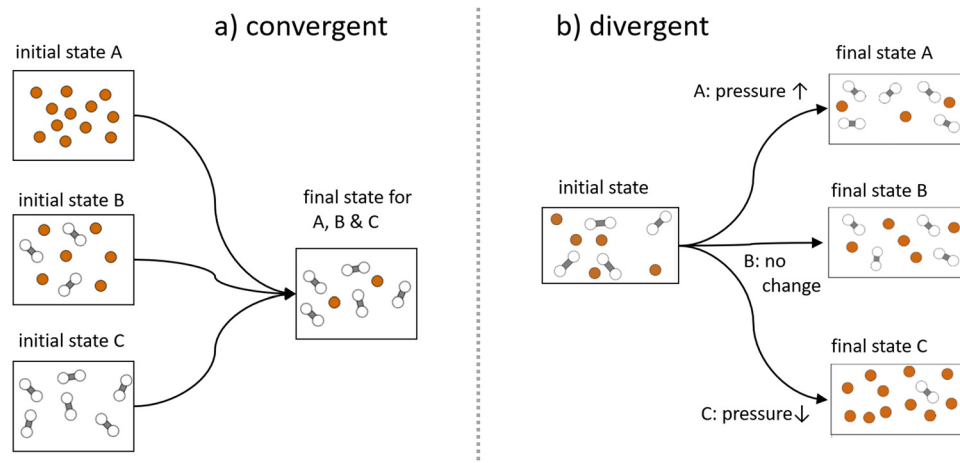 a) convergent
initial state A
initial state B
initial state C
final state for
A, B & C
b) divergent
initial state
A: pressure ↑
B: no
change
C: pressure↓
final state A
final state B
final state C